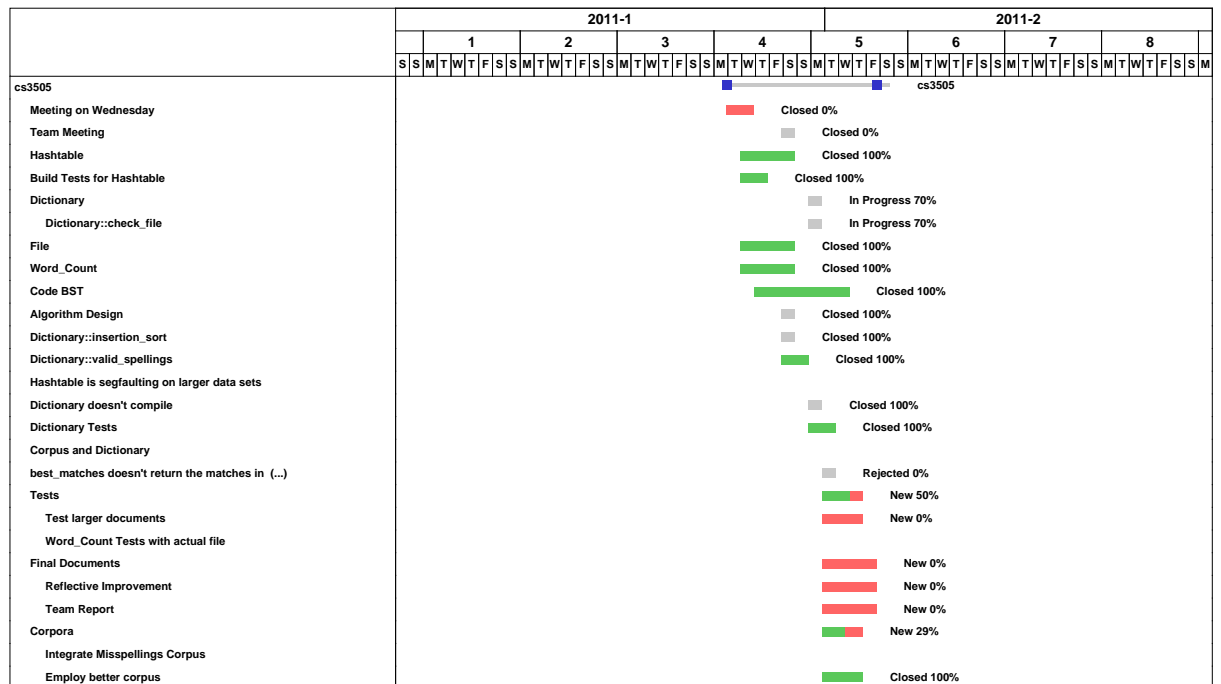 2011-1 2011-2
1 2 3 4 5 6 7 8
S S M T W T F S S M T W T F S S M T W T F S S M T W T F S S M T W T F S S M T W T F S S M T W T F S S M T W T F S S M
cs3505 cs3505
Meeting on Wednesday Closed 0%
Team Meeting Closed 0%
Hashtable Closed 100%
Build Tests for Hashtable Closed 100%
Dictionary In Progress 70%
Dictionary::check_file In Progress 70%
File Closed 100%
Word_Count Closed 100%
Code BST Closed 100%
Algorithm Design Closed 100%
Dictionary::insertion_sort Closed 100%
Dictionary::valid_spellings Closed 100%
Hashtable is segfaulting on larger data sets
Dictionary doesn't compile Closed 100%
Dictionary Tests Closed 100%
Corpus and Dictionary
best_matches doesn't return the matches in (...) Rejected 0%
Tests New 50%
Test larger documents New 0%
Word_Count Tests with actual file
Final Documents New 0%
Reflective Improvement New 0%
Team Report New 0%
Corpora New 29%
Integrate Misspellings Corpus
Employ better corpus Closed 100%